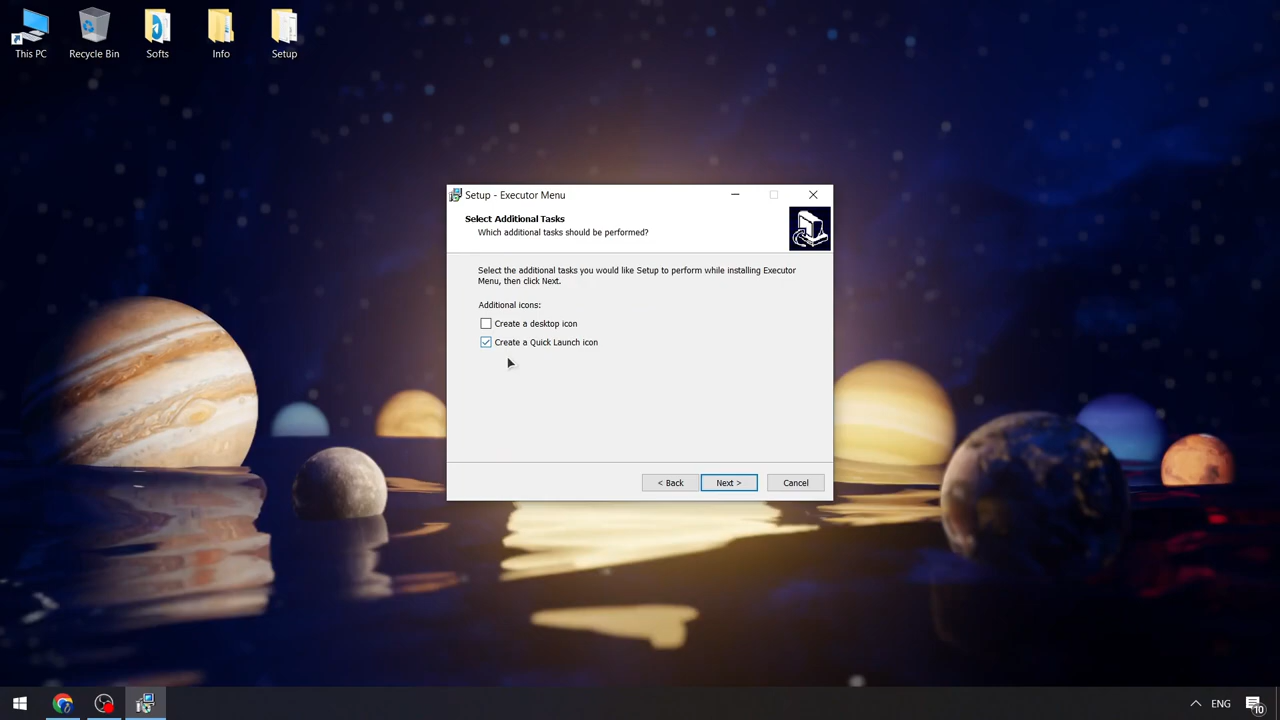 This PC
Recycle Bin
Softs
Info
Setup
Setup - Executor Menu
Select Additional Tasks
Which additional tasks should be performed?
Select the additional tasks you would like Setup to perform while installing Executor
Menu, then click Next.
Additional icons:
Create a desktop icon
Create a Quick Launch icon
< Back
Next >
Cancel
ENG
10